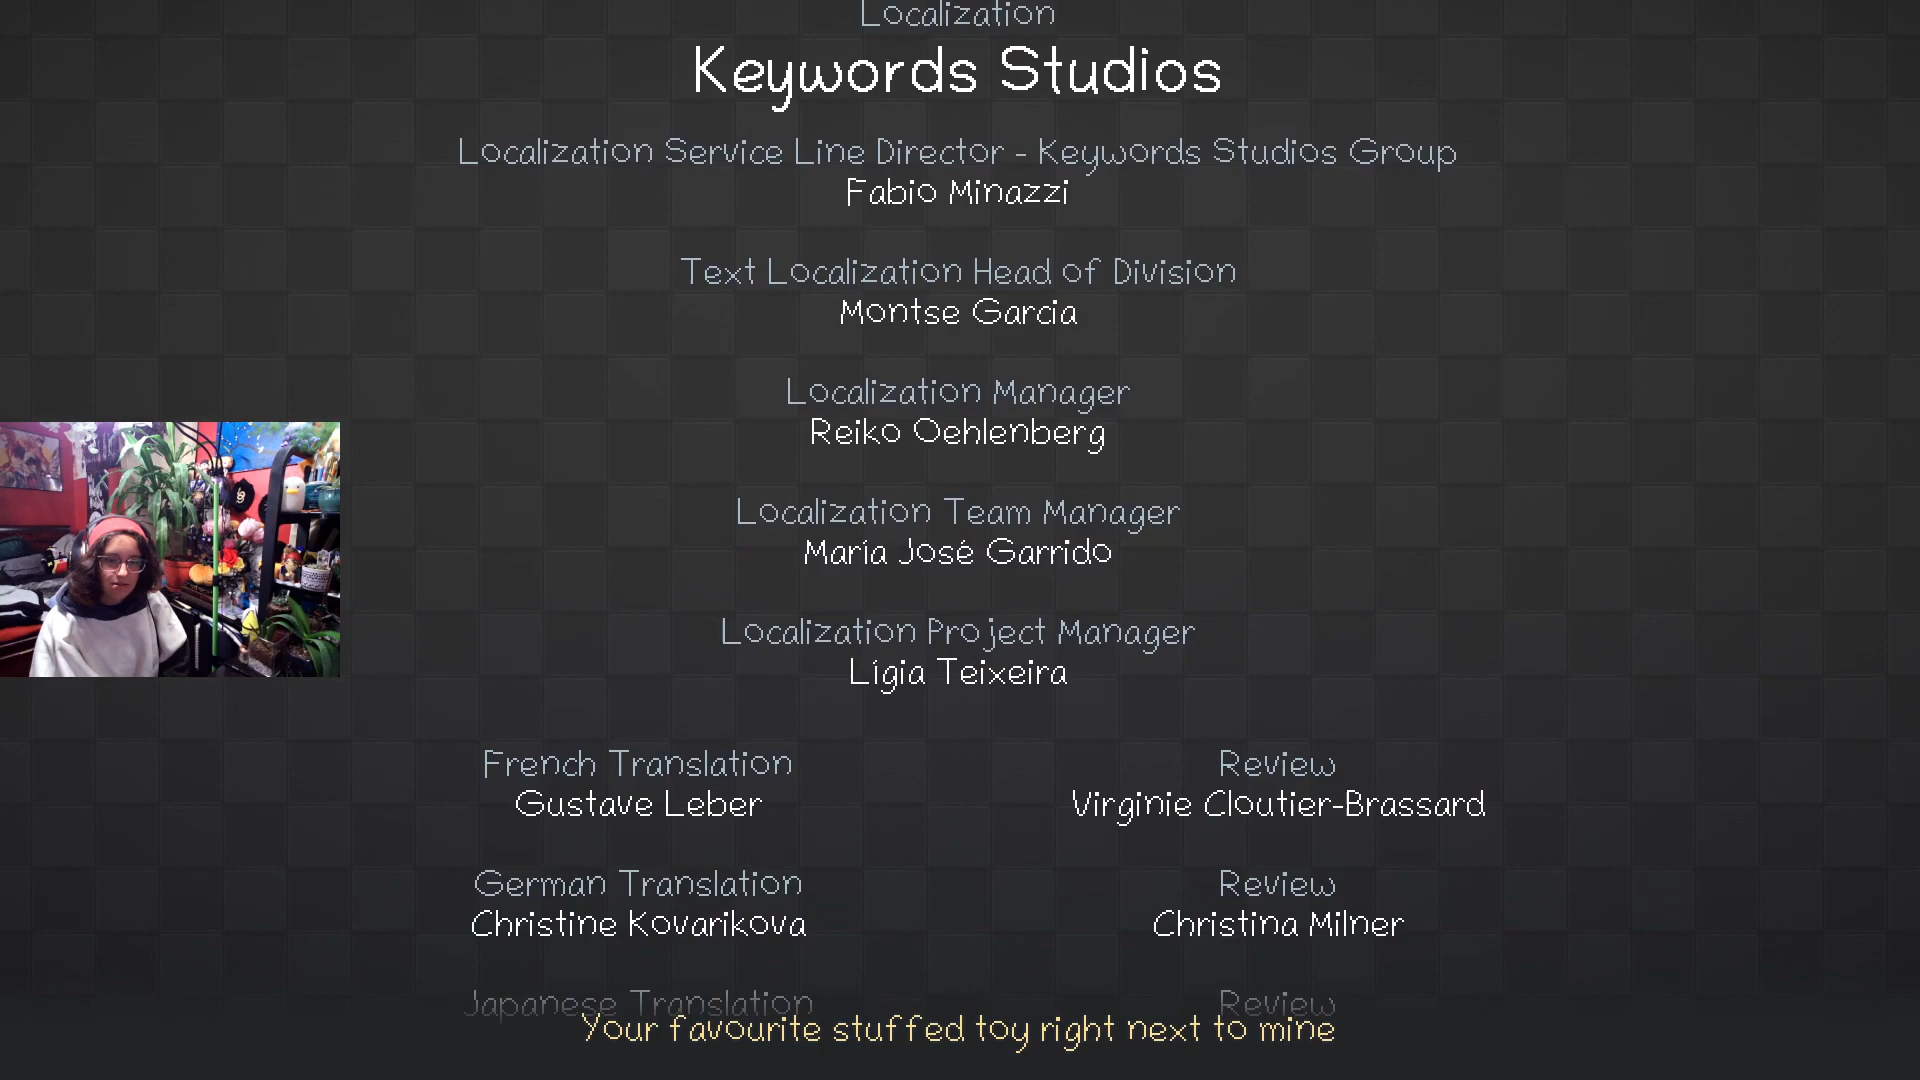 Localization
Keywords Studios
Localization Service Line Director - Keywords Studios Group
Fabio Minazzi
Text Localization Head of Division
Montse Garcia
Localization Manager
Reiko Oehlenberg
Localization Team Manager
María José Garrido
Localization Project Manager
Lígia Teixeira
French Translation
Gustave Leber
Review
Virginie Cloutier-Brassard
German Translation
Christine Kovarikova
Review
Christina Milner
Japanese Translation
Review
Your favourite stuffed toy right next to mine